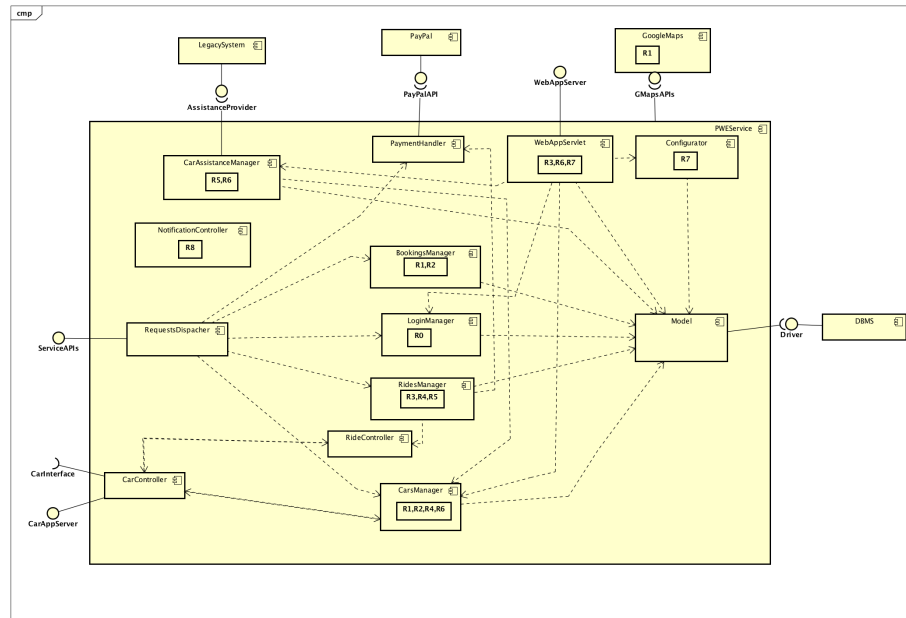 cmp
LegacySystem
PayPal
GoogleMaps
R1
AssistanceProvider
PayPalAPI
WebAppServer
GMapsAPIs
PWEService
PaymentHandler
WebAppServlet
R3,R6,R7
Configurator
R7
CarAssistanceManager
R5,R6
NotificationController
R8
BookingsManager
R1,R2
RequestsDispacher
LoginManager
R0
Model
DBMS
ServiceAPIs
Driver
RidesManager
R3,R4,R5
RideController
CarInterface
CarController
CarsManager
R1,R2,R4,R6
CarAppServer